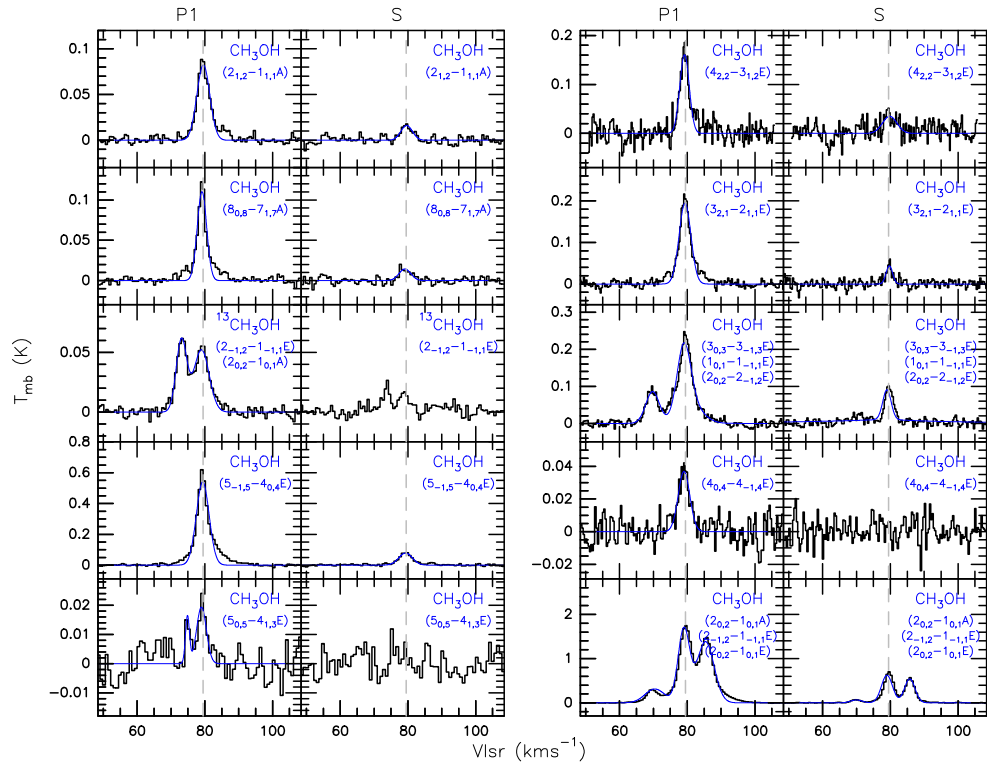 P1 S P1 S
CH3OH CH3OH CH3OH CH3OH
(21,2−11,1A) (21,2−11,1A) (42,2−31,2E) (42,2−31,2E)
0.1 0.2
0.05 0.1
0 0
CH3OH CH3OH CH3OH CH3OH
(80,8−71,7A) (80,8−71,7A) (32,1−21,1E) (32,1−21,1E)
0.1 0.2
0.05 0.1
0 0
13CH3OH 13CH3OH CH3OH CH3OH
(2−1,2−1−1,1E) (2−1,2−1−1,1E) (30,3−3−1,3E) (30,3−3−1,3E)
(20,2−10,1A) (10,1−1−1,1E) (10,1−1−1,1E)
(20,2−2−1,2E) (20,2−2−1,2E)
0.3
0.2
0.05 0.1
0 0
Tmb (K)
CH3OH CH3OH CH3OH CH3OH
(5−1,5−40,4E) (5−1,5−40,4E) (40,4−4−1,4E) (40,4−4−1,4E)
0.8
0.6 0.04
0.4 0.02
0.2 0
0 −0.02
CH3OH CH3OH CH3OH CH3OH
(50,5−41,3E) (50,5−41,3E) (20,2−10,1A) (20,2−10,1A)
(2−1,2−1−1,1E) (2−1,2−1−1,1E)
(20,2−10,1E) (20,2−10,1E)
0.02 2
0.01 1
0 0
−0.01
60 80 100 60 80 100 60 80 100 60 80 100
Vlsr (kms−1)